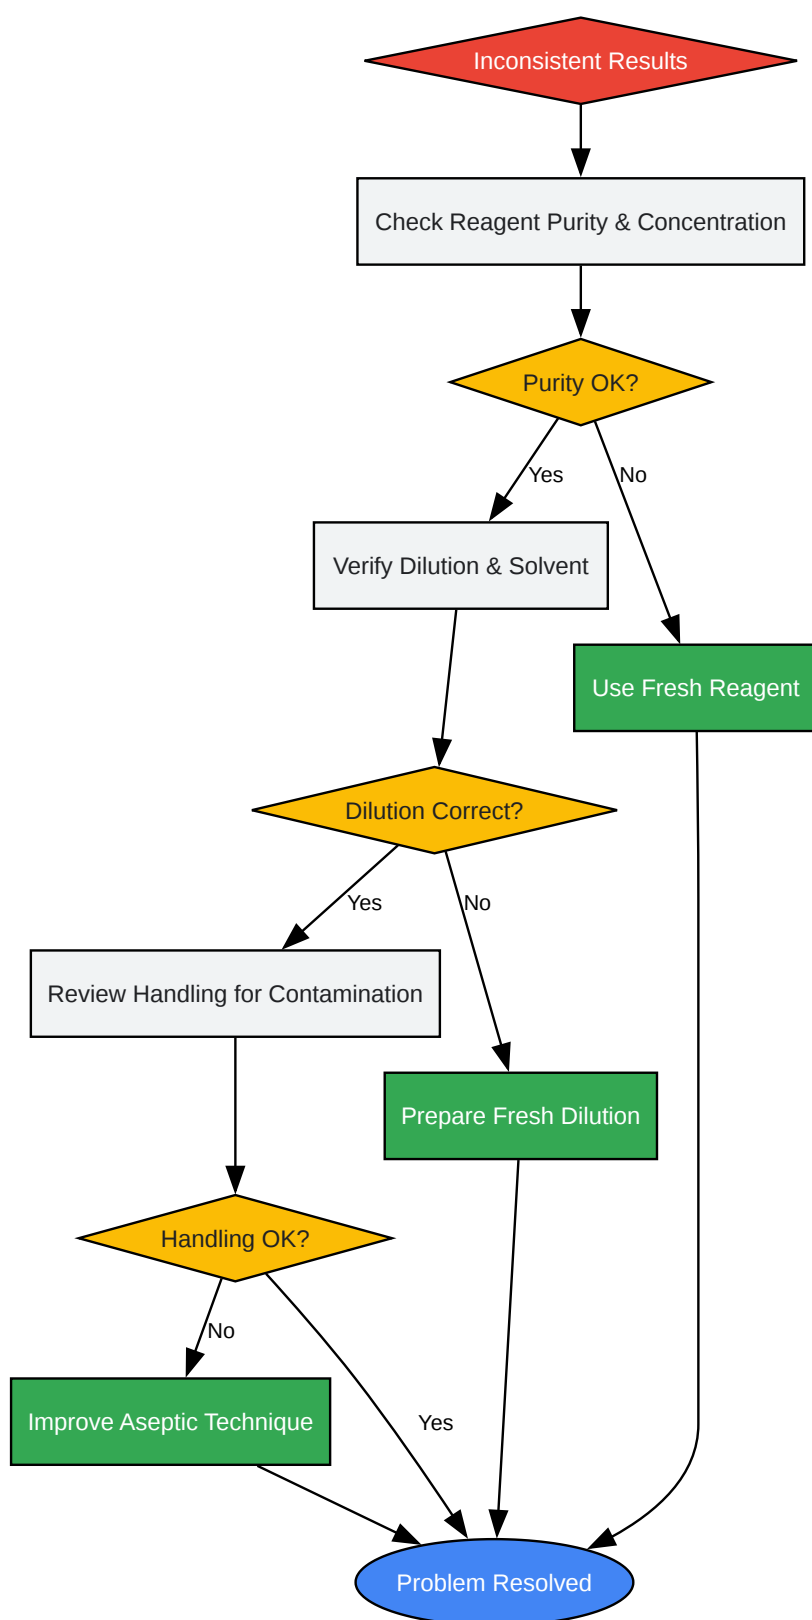 Inconsistent Results
Check Reagent Purity & Concentration
Purity OK?
Yes
No
Verify Dilution & Solvent
Use Fresh Reagent
Dilution Correct?
Yes
No
Review Handling for Contamination
Prepare Fresh Dilution
Handling OK?
No
Yes
Improve Aseptic Technique
Problem Resolved